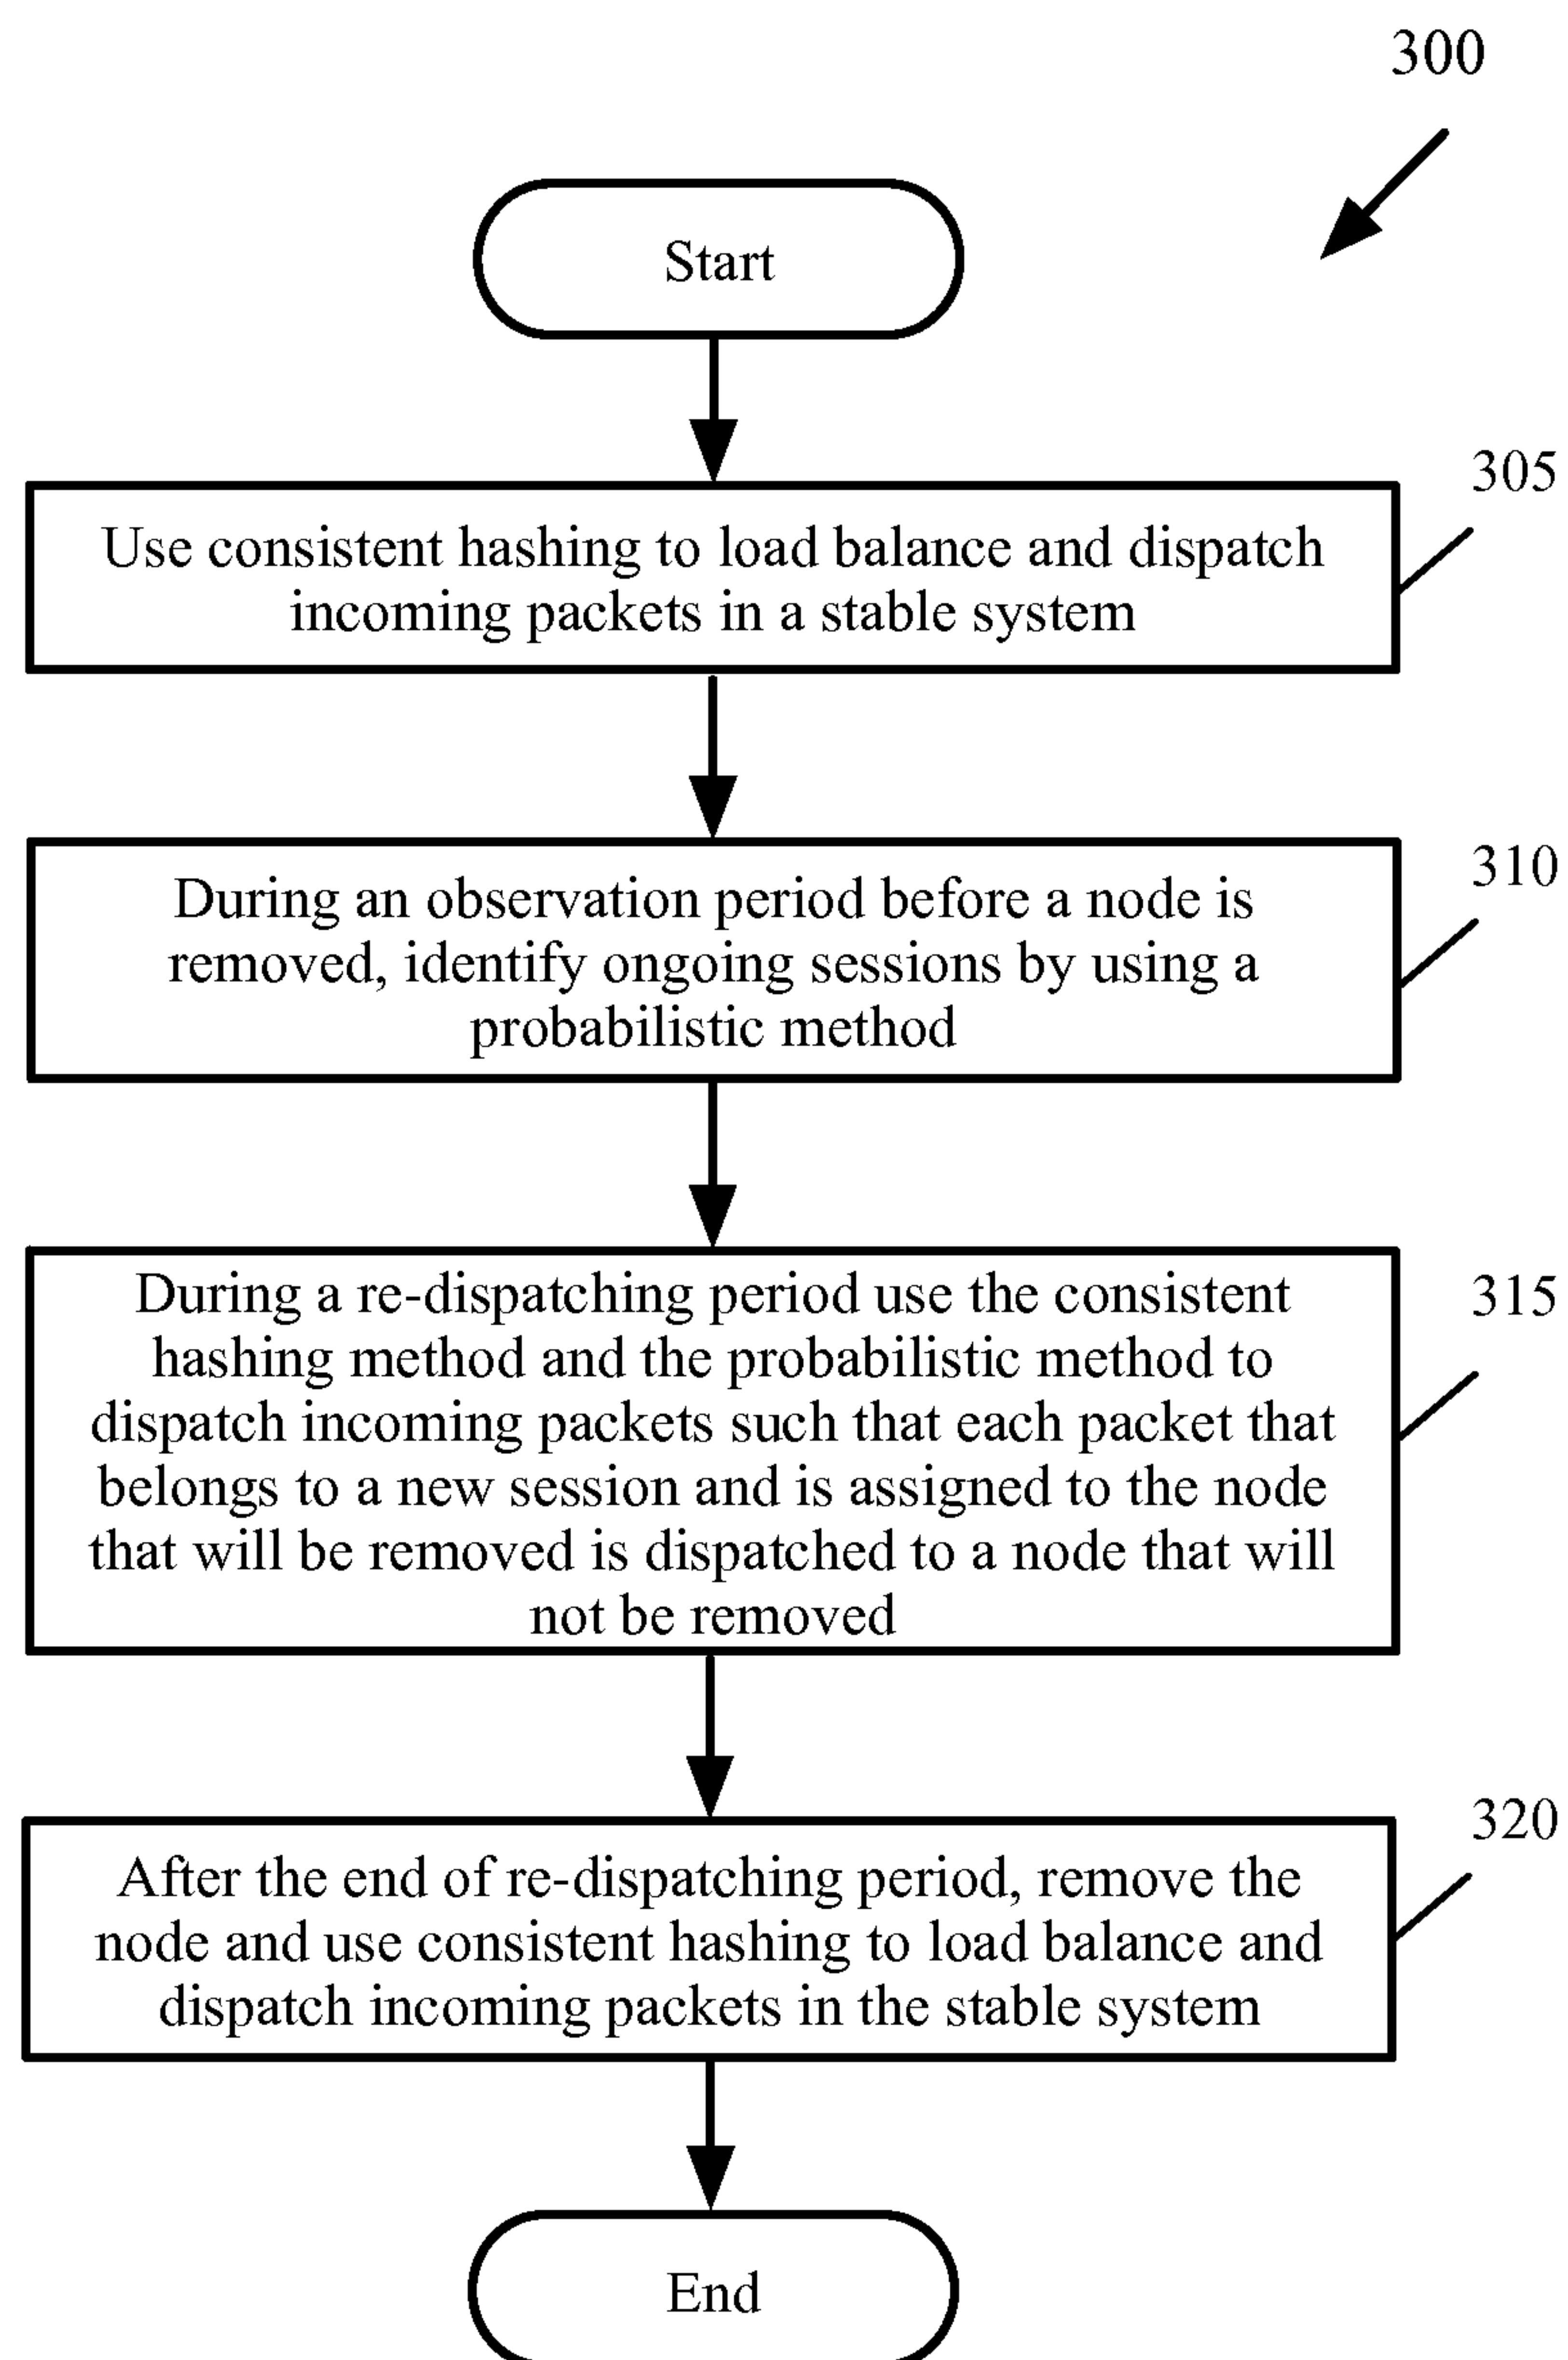 300
Start
305
Use consistent hashing to load balance and dispatch
incoming packets in a stable system
310
During an observation period before a node is
removed, identify ongoing sessions by using a
probabilistic method
315
During a re-dispatching period use the consistent
hashing method and the probabilistic method to
dispatch incoming packets such that each packet that
belongs to a new session and is assigned to the node
that will be removed is dispatched to a node that will
not be removed
320
After the end of re-dispatching period, remove the
node and use consistent hashing to load balance and
dispatch incoming packets in the stable system
End